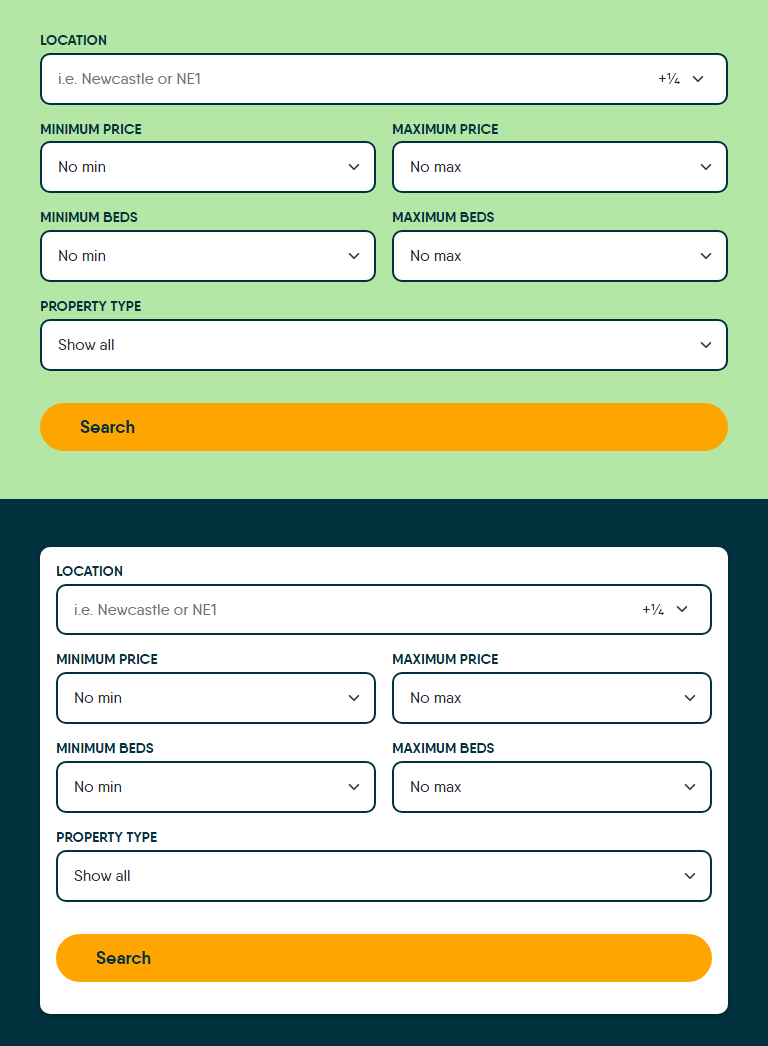 LOCATION
i.e. Newcastle or NE1 +¼
MINIMUM PRICE MAXIMUM PRICE
No min No max
MINIMUM BEDS MAXIMUM BEDS
No min No max
PROPERTY TYPE
Show all
Search
LOCATION
i.e. Newcastle or NE1 +¼
MINIMUM PRICE MAXIMUM PRICE
No min No max
MINIMUM BEDS MAXIMUM BEDS
No min No max
PROPERTY TYPE
Show all
Search